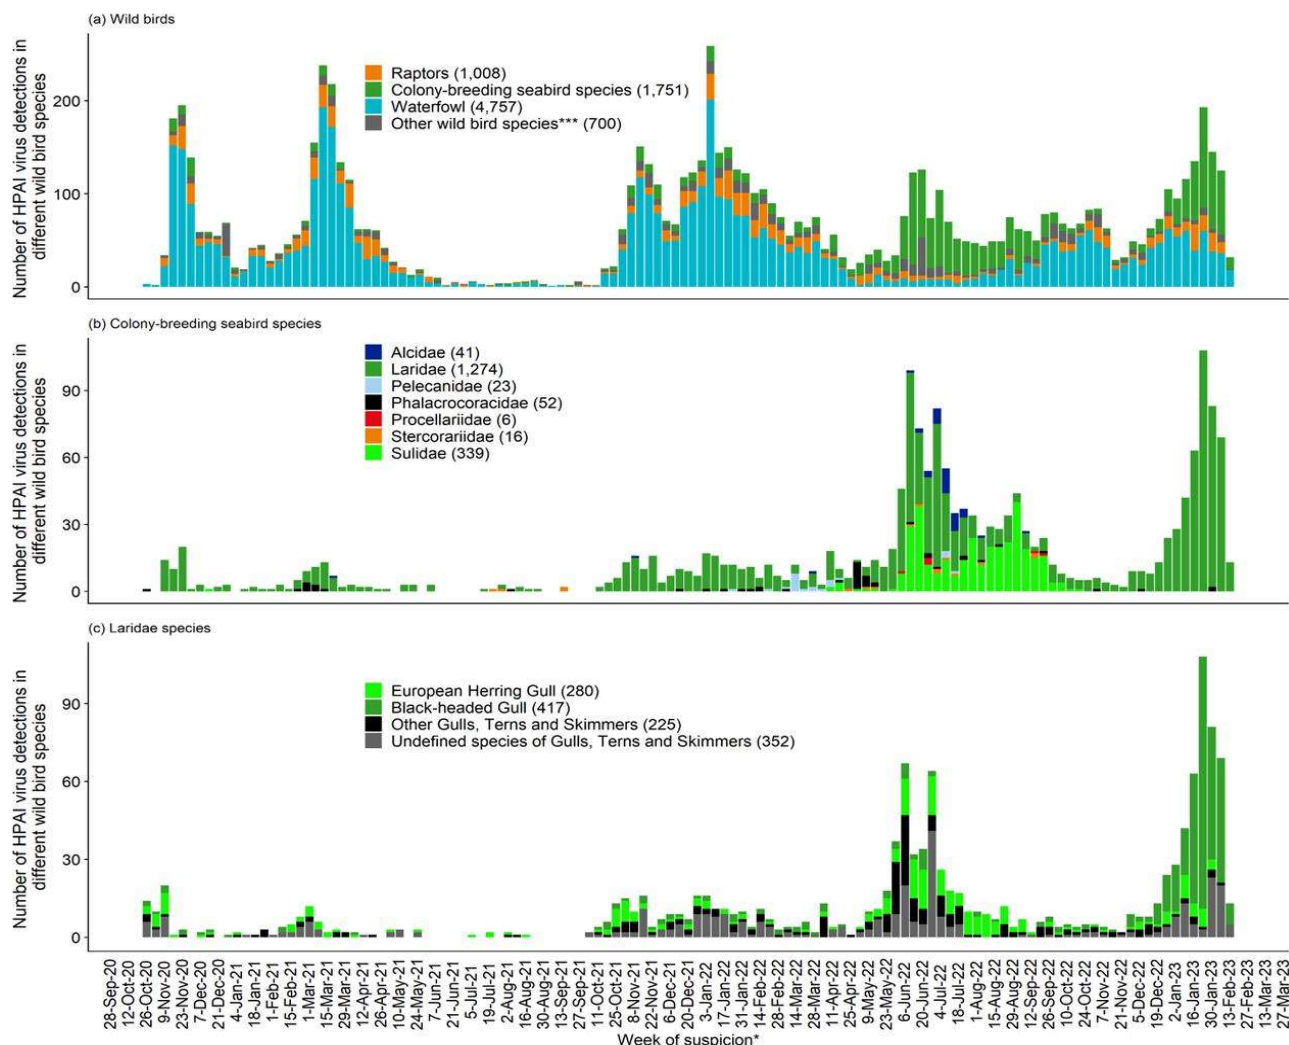 (a) Wild birds
Number of HPAI virus detections in
different wild bird species
200
100
0
Raptors (1,008)
Colony-breeding seabird species (1,751)
Waterfowl (4,757)
Other wild bird species*** (700)
(b) Colony-breeding seabird species
Number of HPAI virus detections in
different wild bird species
90
60
30
0
Alcidae (41)
Laridae (1,274)
Pelecanidae (23)
Phalacrocoracidae (52)
Procellariidae (6)
Stercorariidae (16)
Sulidae (339)
(c) Laridae species
Number of HPAI virus detections in
different wild bird species
90
60
30
0
European Herring Gull (280)
Black-headed Gull (417)
Other Gulls, Terns and Skimmers (225)
Undefined species of Gulls, Terns and Skimmers (352)
28-Sep-20
12-Oct-20
26-Oct-20
9-Nov-20
23-Nov-20
7-Dec-20
21-Dec-20
4-Jan-21
18-Jan-21
1-Feb-21
15-Feb-21
1-Mar-21
15-Mar-21
29-Mar-21
12-Apr-21
26-Apr-21
10-May-21
24-May-21
7-Jun-21
21-Jun-21
5-Jul-21
19-Jul-21
2-Aug-21
16-Aug-21
30-Aug-21
13-Sep-21
27-Sep-21
11-Oct-21
25-Oct-21
8-Nov-21
22-Nov-21
6-Dec-21
20-Dec-21
3-Jan-22
17-Jan-22
31-Jan-22
14-Feb-22
28-Feb-22
14-Mar-22
28-Mar-22
11-Apr-22
25-Apr-22
9-May-22
23-May-22
6-Jun-22
20-Jun-22
4-Jul-22
18-Jul-22
1-Aug-22
15-Aug-22
29-Aug-22
12-Sep-22
26-Sep-22
10-Oct-22
24-Oct-22
7-Nov-22
21-Nov-22
5-Dec-22
19-Dec-22
2-Jan-23
16-Jan-23
30-Jan-23
13-Feb-23
27-Feb-23
13-Mar-23
27-Mar-23
Week of suspicion*